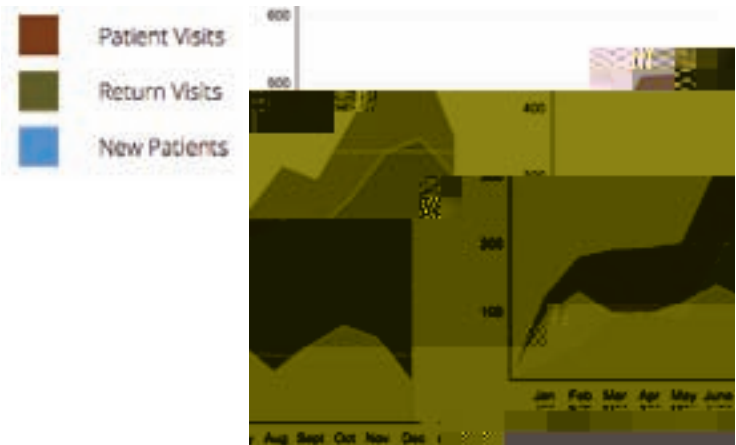 Patient Visits
Return Visits
New Patients
600
500
400
200
100
Jan Feb Mar Apr May June
Aug Sept Oct Nov Dec